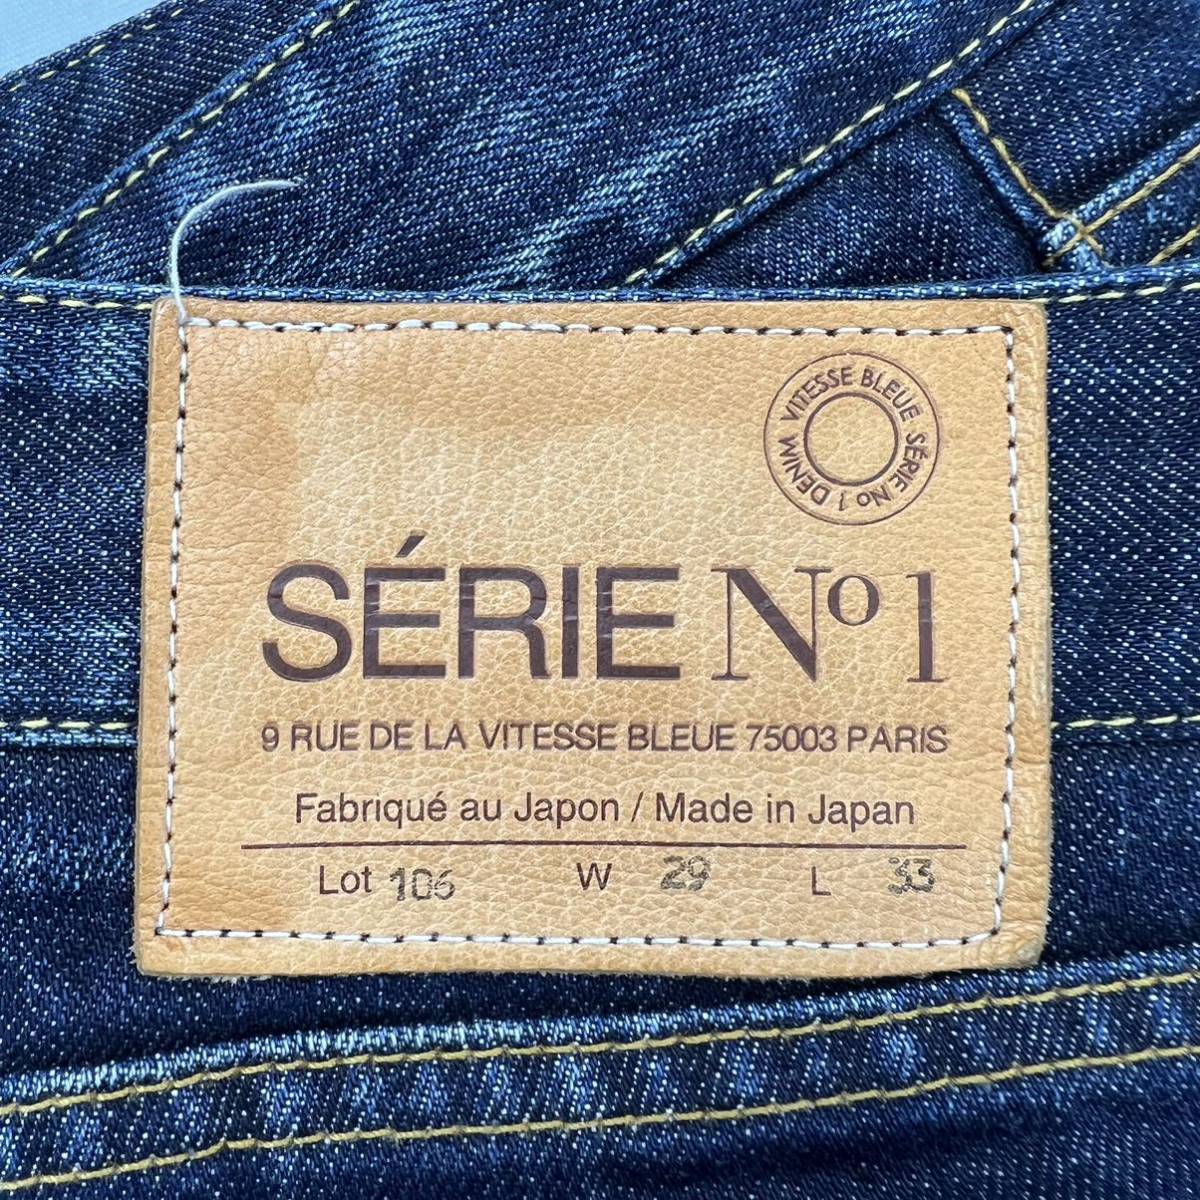 VITESSE BLEUE SÉRIE No 1 DENIM
SÉRIE No 1
9 RUE DE LA VITESSE BLEUE 75003 PARIS
Fabriqué au Japon / Made in Japan
Lot 106 W 29 L 33